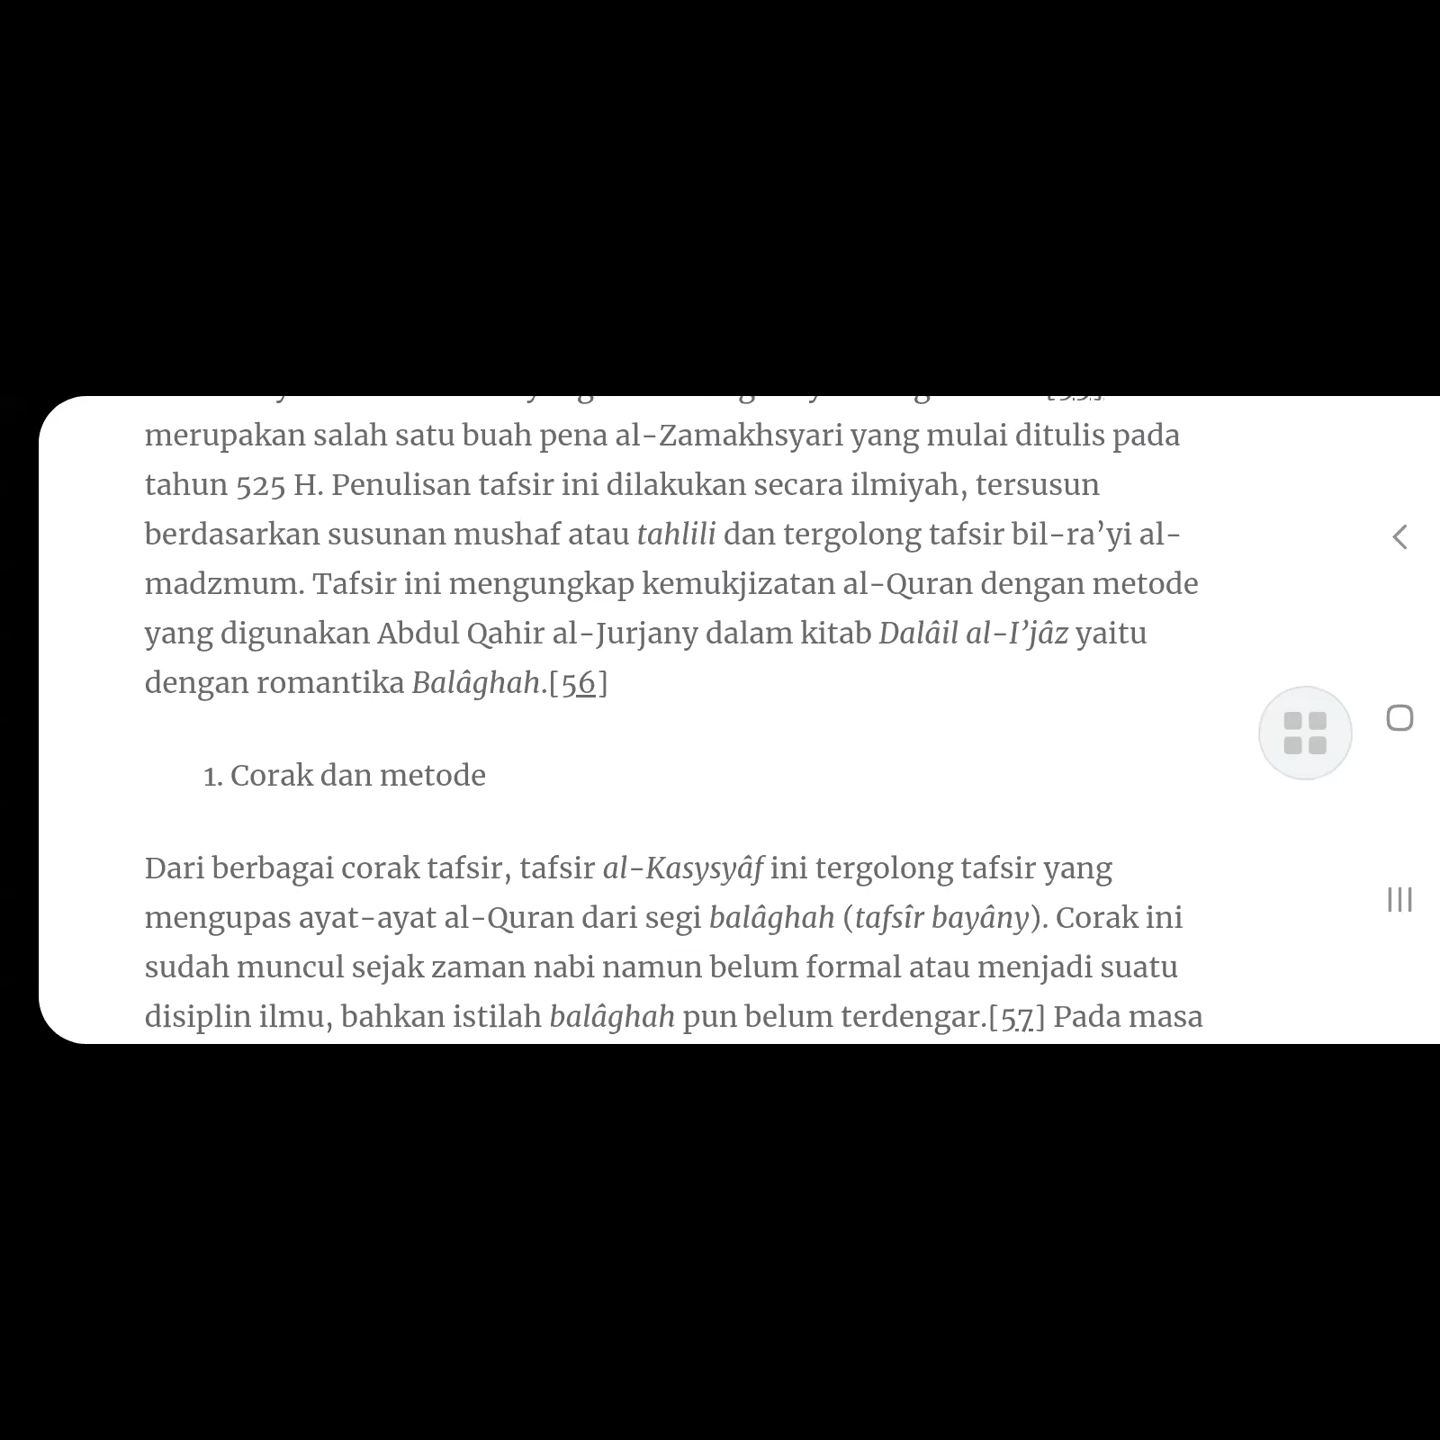 merupakan salah satu buah pena al-Zamakhsyari yang mulai ditulis pada
tahun 525 H. Penulisan tafsir ini dilakukan secara ilmiyah, tersusun
berdasarkan susunan mushaf atau tahlili dan tergolong tafsir bil-ra’yi al-
madzmum. Tafsir ini mengungkap kemukjizatan al-Quran dengan metode
yang digunakan Abdul Qahir al-Jurjany dalam kitab Dalâil al-I’jâz yaitu
dengan romantika Balâghah.[56]
1. Corak dan metode
Dari berbagai corak tafsir, tafsir al-Kasysyâf ini tergolong tafsir yang
mengupas ayat-ayat al-Quran dari segi balâghah (tafsîr bayâny). Corak ini
sudah muncul sejak zaman nabi namun belum formal atau menjadi suatu
disiplin ilmu, bahkan istilah balâghah pun belum terdengar.[57] Pada masa